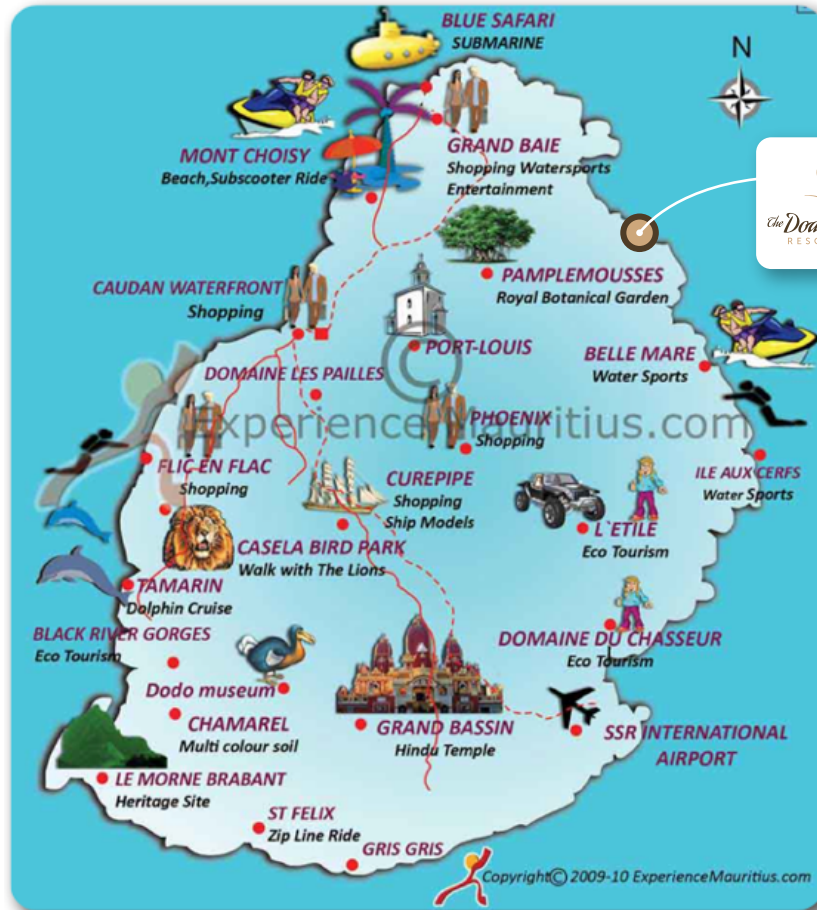 BLUE SAFARI
SUBMARINE
N
MONT CHOISY
Beach,Subscooter Ride
GRAND BAIE
Shopping Watersports
Entertainment
The
RESO
PAMPLEMOUSSES
Royal Botanical Garden
CAUDAN WATERFRONT
Shopping
©
PORT-LOUIS
BELLE MARE
Water Sports
DOMAINE LES PAILLES
ExperienceMauritius.com
PHOENIX
Shopping
FLIC EN FLAC
Shopping
CUREPIPE
Shopping
Ship Models
ILE AUX CERFS
Water Sports
L`ETILE
Eco Tourism
CASELA BIRD PARK
Walk with The Lions
TAMARIN
Dolphin Cruise
BLACK RIVER GORGES
Eco Tourism
DOMAINE DU CHASSEUR
Eco Tourism
Dodo museum
CHAMAREL
Multi colour soil
GRAND BASSIN
Hindu Temple
SSR INTERNATIONAL
AIRPORT
LE MORNE BRABANT
Heritage Site
ST FELIX
Zip Line Ride
GRIS GRIS
Copyright© 2009-10 ExperienceMauritius.com